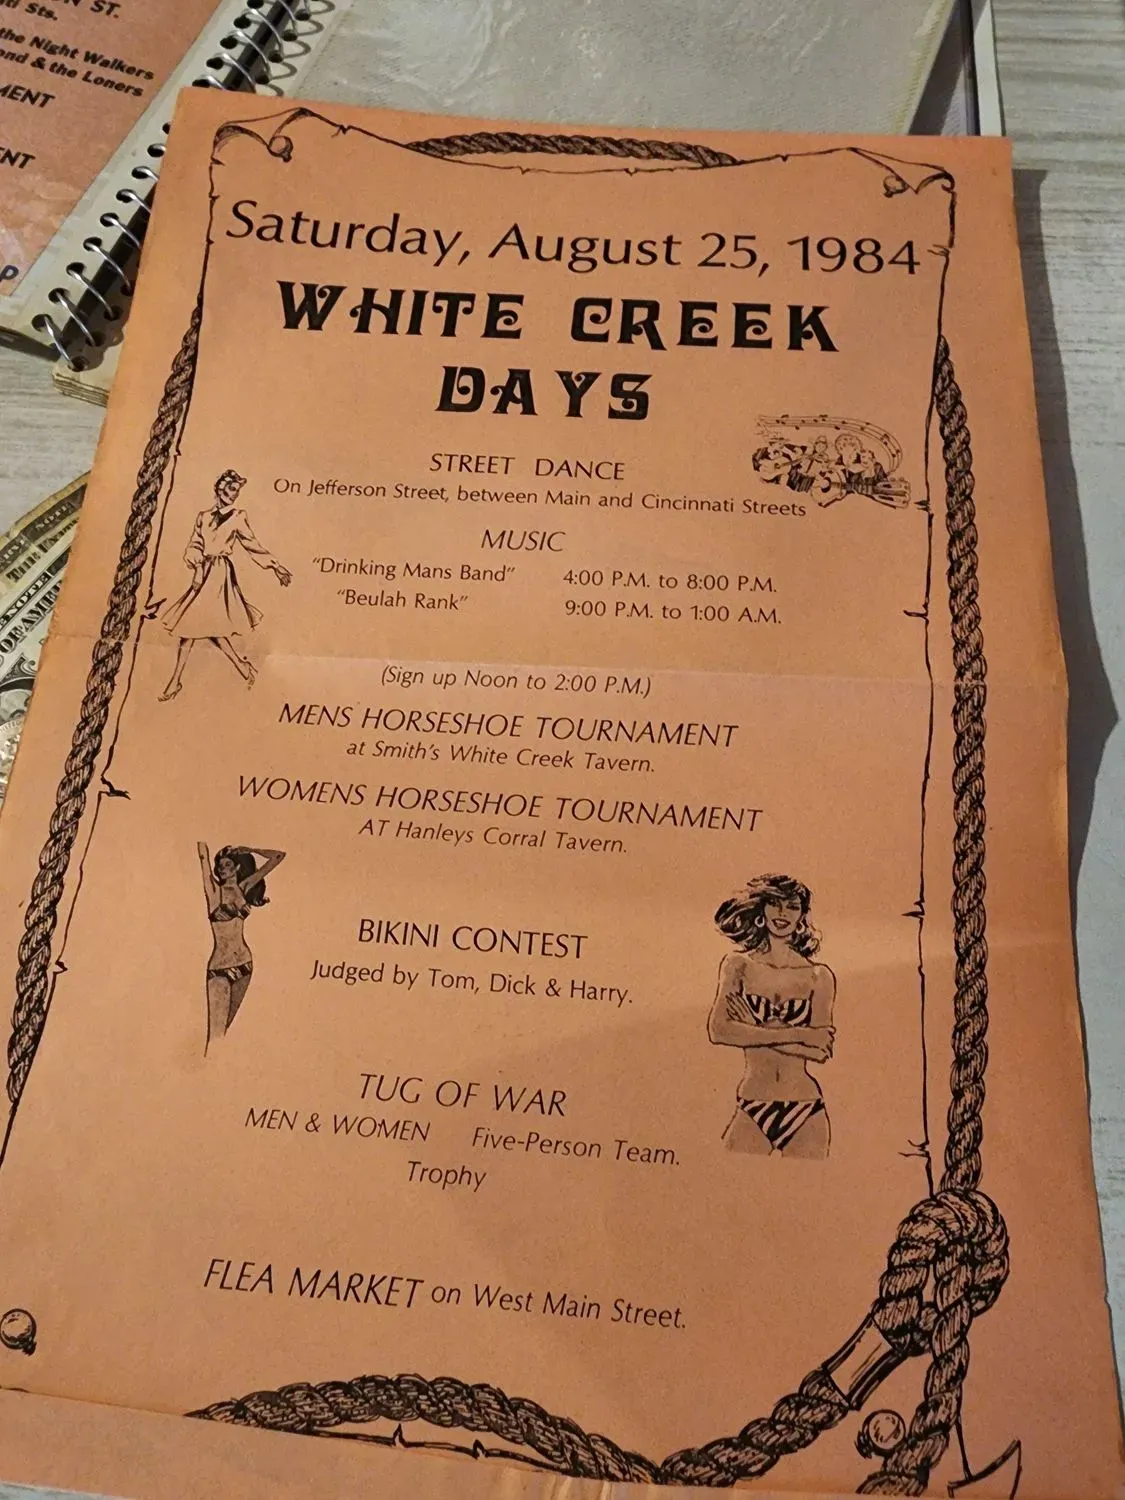 ON ST.
ti Sts.
the Night Walkers
ond & the Loners
MENT
ENT
P
Saturday, August 25, 1984
WHITE CREEK
DAYS
STREET DANCE
On Jefferson Street, between Main and Cincinnati Streets
MUSIC
"Drinking Mans Band" 4:00 P.M. to 8:00 P.M.
"Beulah Rank" 9:00 P.M. to 1:00 A.M.
(Sign up Noon to 2:00 P.M.)
MENS HORSESHOE TOURNAMENT
at Smith's White Creek Tavern.
WOMENS HORSESHOE TOURNAMENT
AT Hanleys Corral Tavern.
BIKINI CONTEST
Judged by Tom, Dick & Harry.
TUG OF WAR
MEN & WOMEN Five-Person Team.
Trophy
FLEA MARKET on West Main Street.